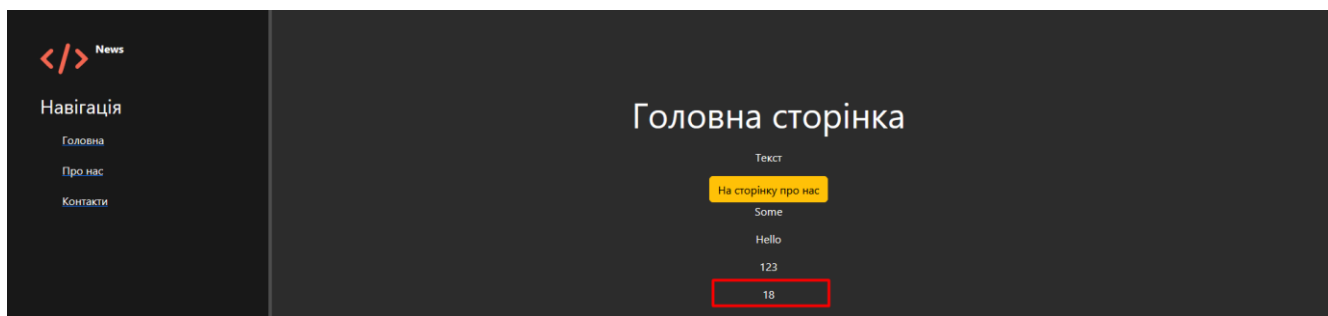 </> News
Навігація
Головна
Про нас
Контакти
Головна сторінка
Текст
На сторінку про нас
Some
Hello
123
18